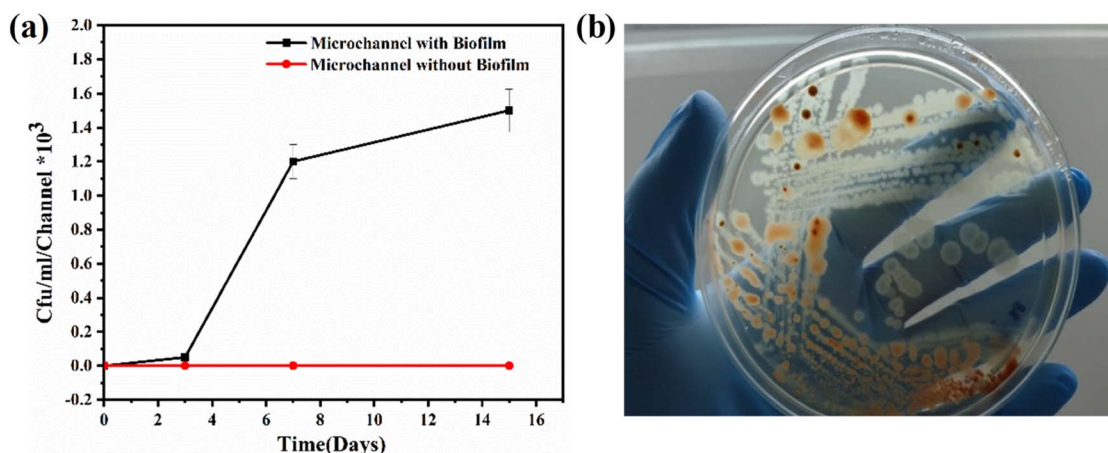 (a)
(b)
Microchannel with Biofilm
Microchannel without Biofilm
Cfu/ml/Channel *10³
2.0
1.8
1.6
1.4
1.2
1.0
0.8
0.6
0.4
0.2
0.0
-0.2
0 2 4 6 8 10 12 14 16
Time(Days)